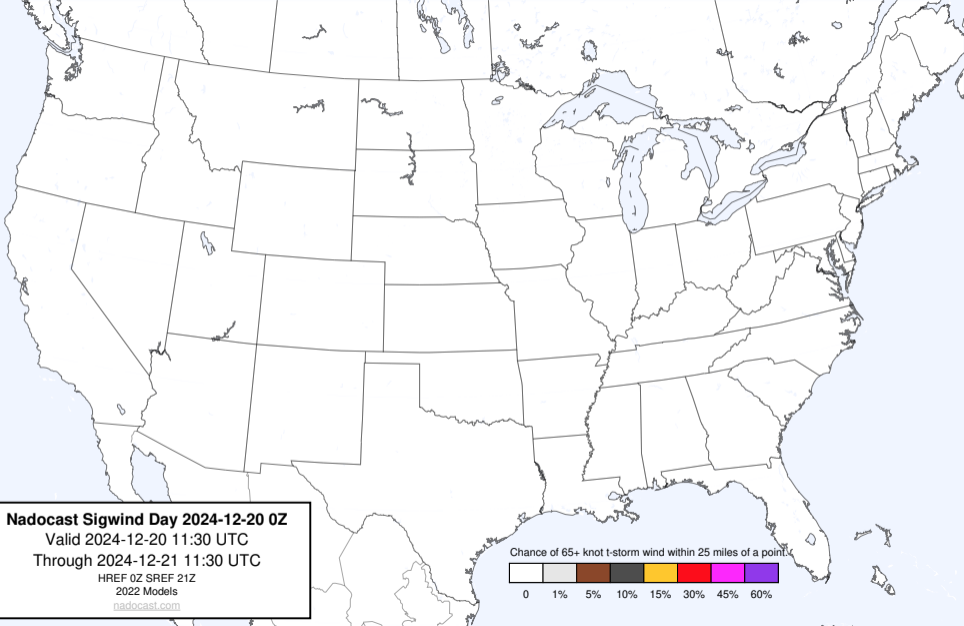 Nadocast Sigwind Day 2024-12-20 0Z
Valid 2024-12-20 11:30 UTC
Through 2024-12-21 11:30 UTC
HREF 0Z SREF 21Z
2022 Models
nadocast.com
Chance of 65+ knot t-storm wind within 25 miles of a point.
0 1% 5% 10% 15% 30% 45% 60%